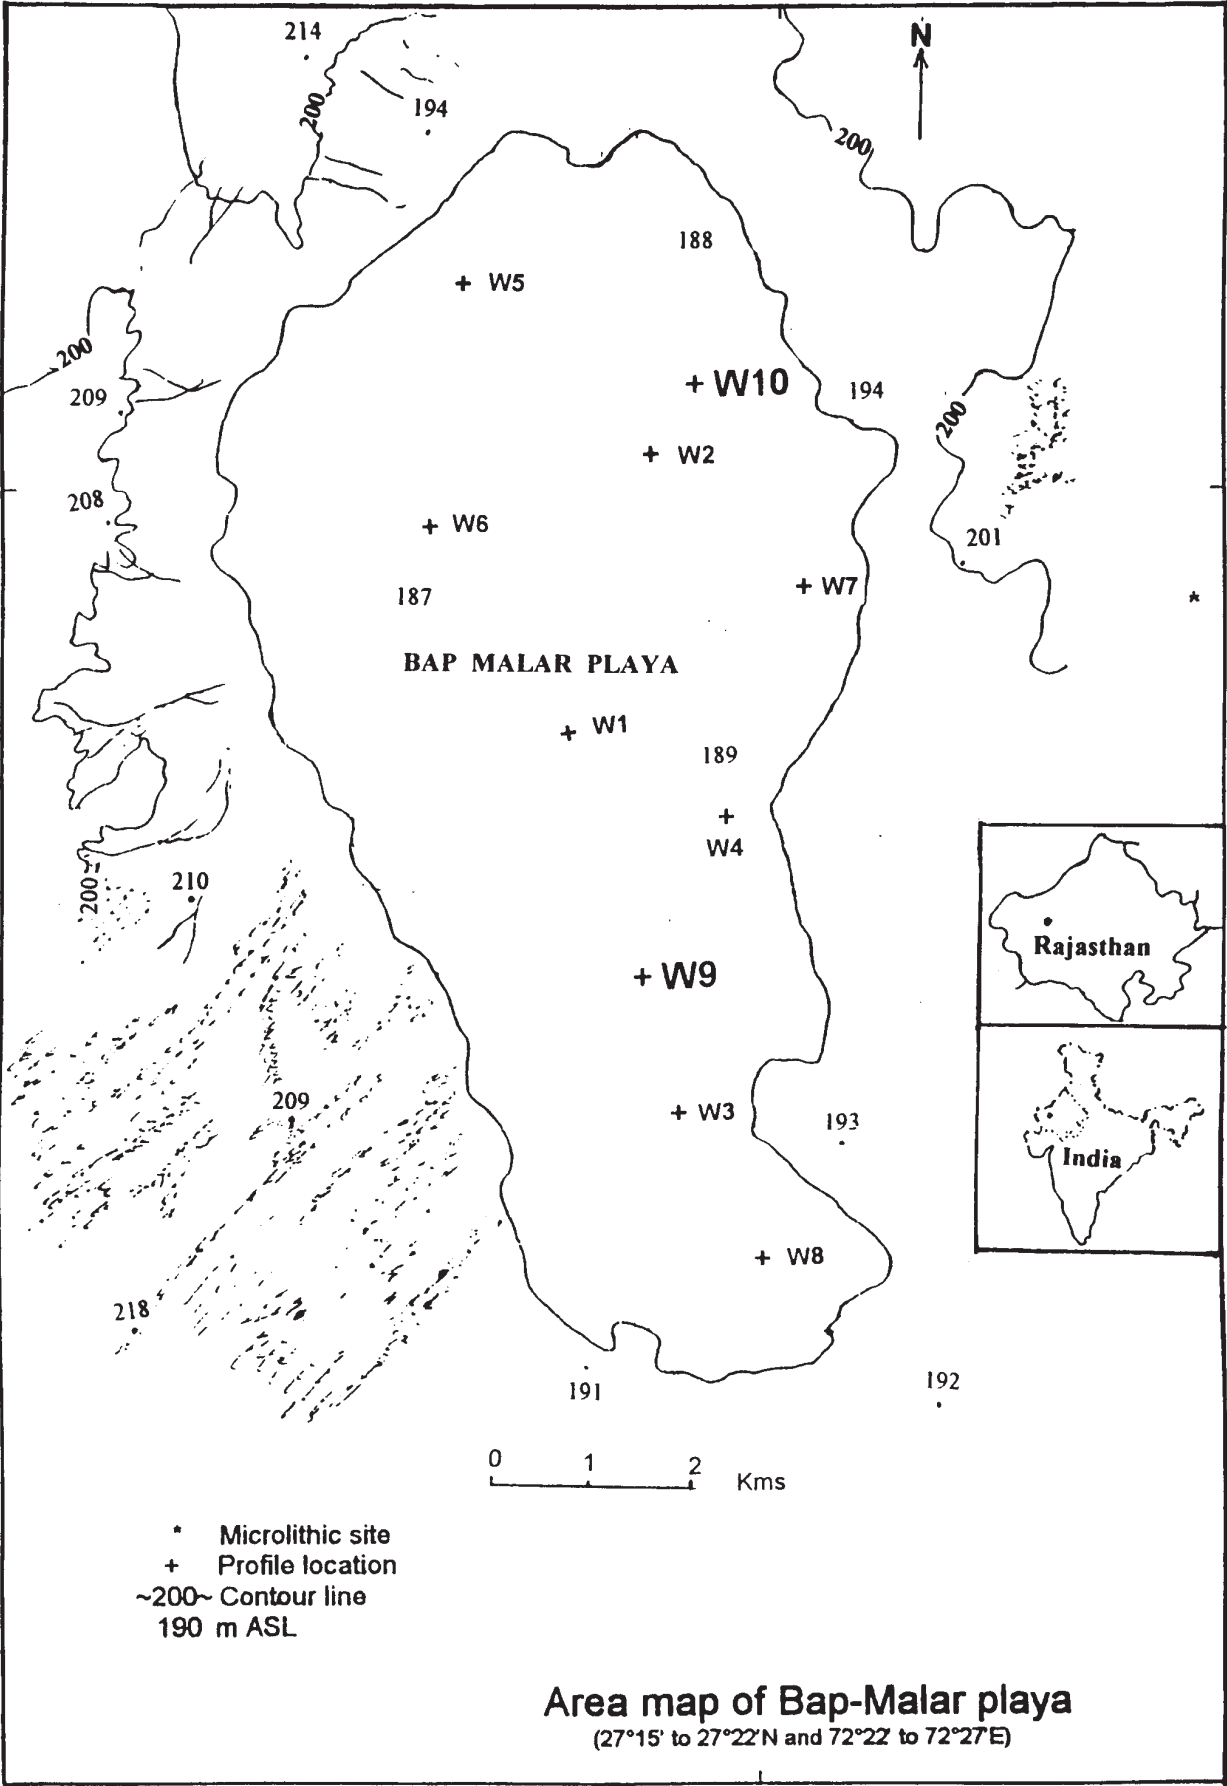 214
N
200
194
200
188
W5
200
209
W10
194
200
W2
208
W6
201
187
W7
*
BAP MALAR PLAYA
W1
189
W4
200
210
Rajasthan
W9
209
W3
193
India
W8
218
191
192
0 1 2 Kms
* Microlithic site
+ Profile location
~200~ Contour line
190 m ASL
Area map of Bap-Malar playa
(27°15' to 27°22'N and 72°22' to 72°27'E)